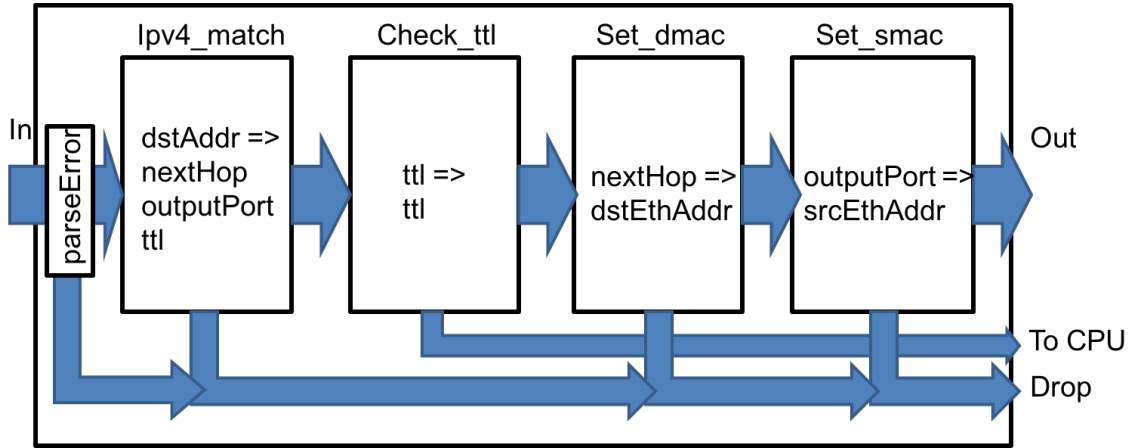 Ipv4_match
Check_ttl
Set_dmac
Set_smac
In
parseError
dstAddr =>
nextHop
outputPort
ttl
ttl =>
ttl
nextHop =>
dstEthAddr
outputPort =>
srcEthAddr
Out
To CPU
Drop